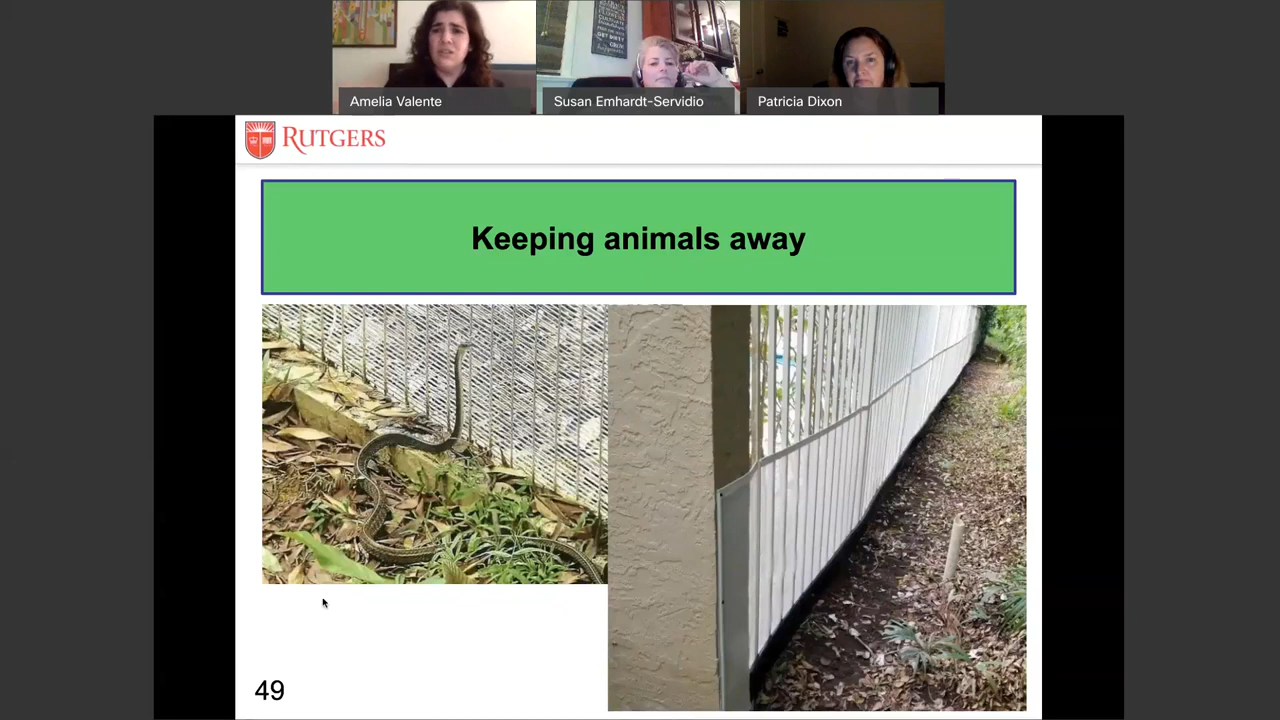 Amelia Valente
Susan Emhardt-Servidio
Patricia Dixon
RUTGERS
Keeping animals away
49